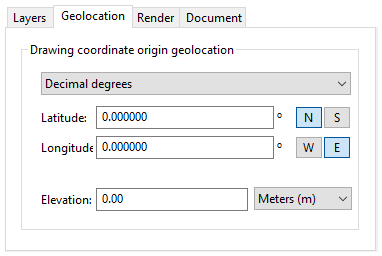 Layers Geolocation Render Document
Drawing coordinate origin geolocation
Decimal degrees
Latitude: 0.000000 º N S
Longitude 0.000000 º W E
Elevation: 0.00 Meters (m)